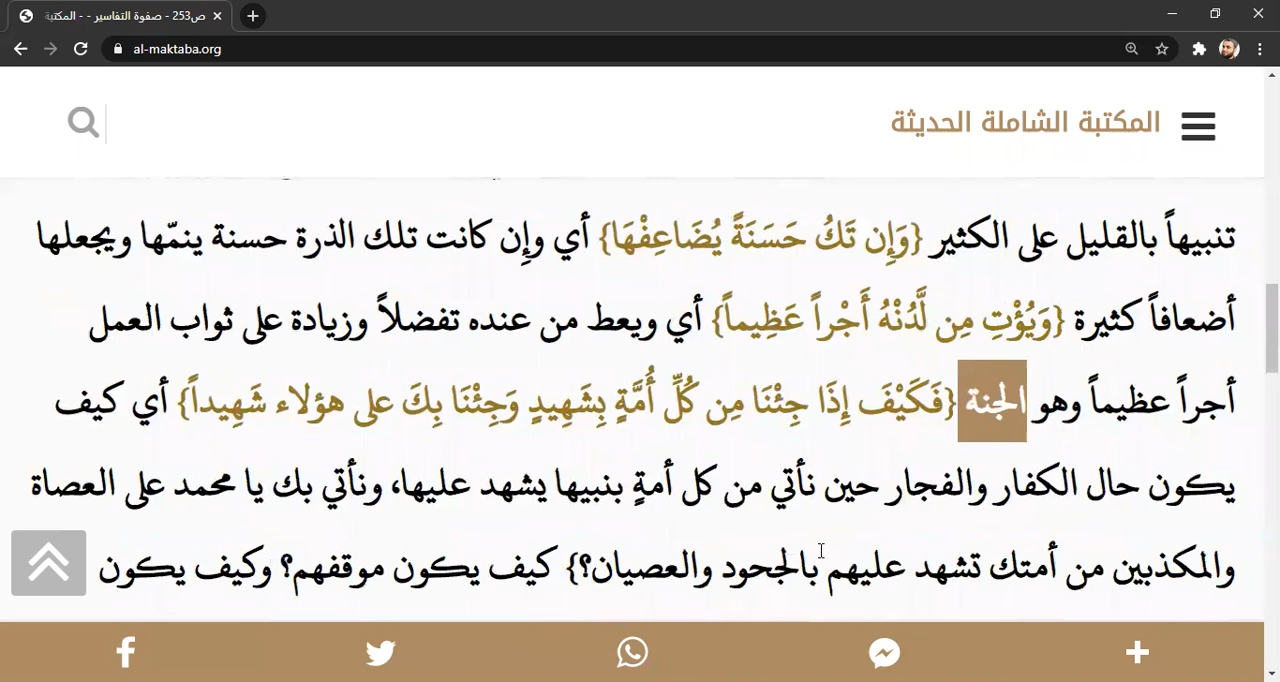 ص253 - صفوة التفاسير - - المكتبة
al-maktaba.org
المكتبة الشاملة الحديثة
تنبيهاً بالقليل على الكثير {وَإِن تَكُ حَسَنَةً يُضَاعِفْهَا} أي وإِن كانت تلك الذرة حسنة ينمّها ويجعلها
أضعافاً كثيرة {وَيُؤْتِ مِن لَّدُنْهُ أَجْراً عَظِيماً} أي ويعط من عنده تفضلاً وزيادة على ثواب العمل
أجراً عظيماً وهو الجنة {فَكَيْفَ إِذَا جِئْنَا مِن كُلِّ أُمَّةٍ بِشَهِيدٍ وَجِئْنَا بِكَ على هؤلاء شَهِيداً} أي كيف
يكون حال الكفار والفجار حين نأتي من كل أمةٍ بنبيها يشهد عليها، ونأتي بك يا محمد على العصاة
والمكذبين من أمتك تشهد عليهم بالجحود والعصيان؟} كيف يكون موقفهم؟ وكيف يكون